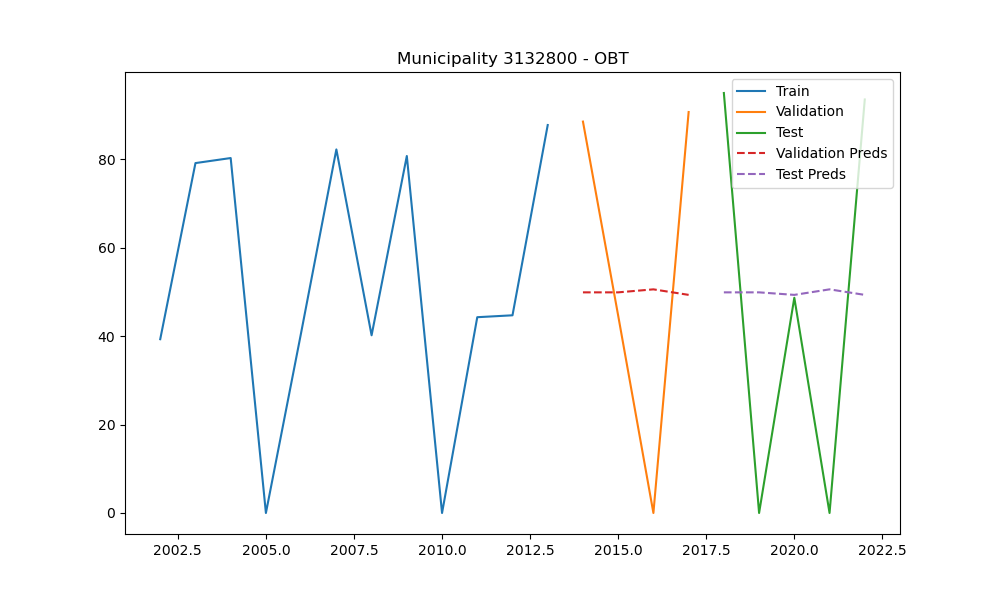 Municipality 3132800 - OBT
Train
Validation
Test
Validation Preds
Test Preds
80
60
40
20
0
2002.5 2005.0 2007.5 2010.0 2012.5 2015.0 2017.5 2020.0 2022.5